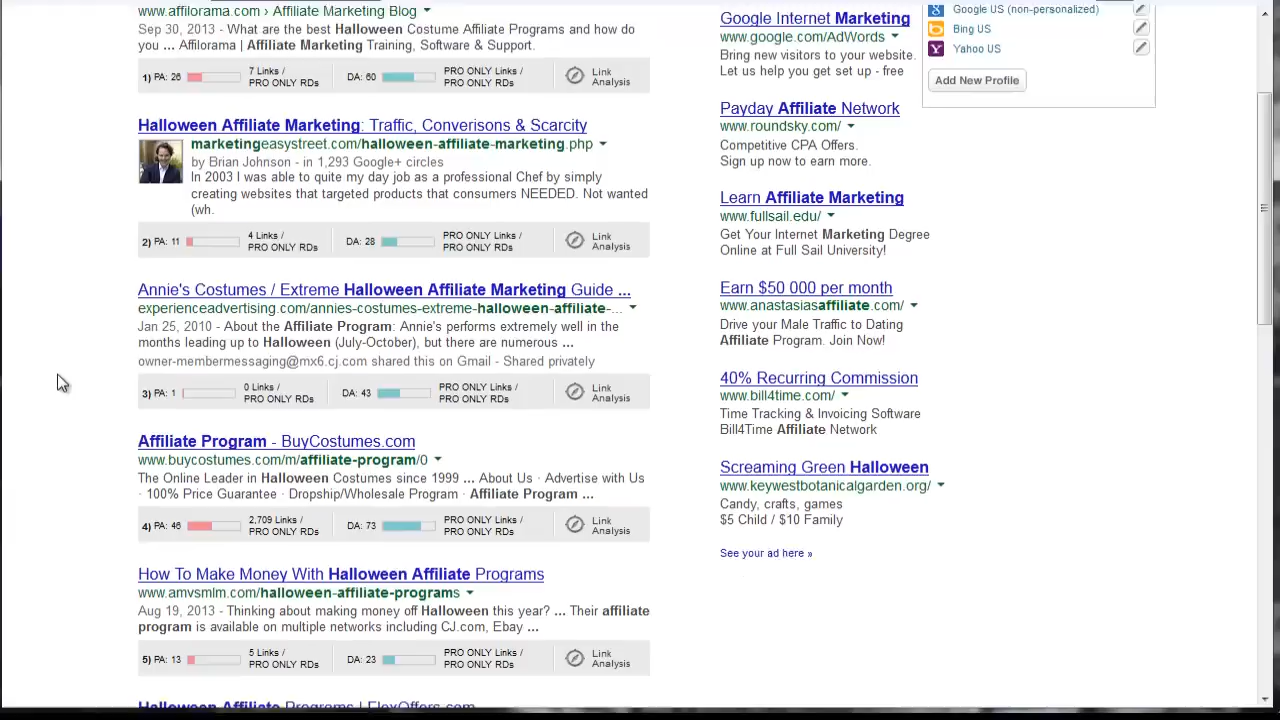 www.affilorama.com › Affiliate Marketing Blog
Sep 30, 2013 - What are the best Halloween Costume Affiliate Programs and how do
you ... Affilorama | Affiliate Marketing Training, Software & Support.
1) PA: 26
7 Links /
PRO ONLY RDs
DA: 60
PRO ONLY Links /
PRO ONLY RDs
Link
Analysis
Halloween Affiliate Marketing: Traffic, Converisons & Scarcity
marketingeasystreet.com/halloween-affiliate-marketing.php
by Brian Johnson - in 1,293 Google+ circles
In 2003 I was able to quite my day job as a professional Chef by simply
creating websites that targeted products that consumers NEEDED. Not wanted
(wh.
2) PA: 11
4 Links /
PRO ONLY RDs
DA: 28
PRO ONLY Links /
PRO ONLY RDs
Link
Analysis
Annie's Costumes / Extreme Halloween Affiliate Marketing Guide ...
experienceadvertising.com/annies-costumes-extreme-halloween-affiliate-...
Jan 25, 2010 - About the Affiliate Program: Annie's performs extremely well in the
months leading up to Halloween (July-October), but there are numerous ...
owner-membermessaging@mx6.cj.com shared this on Gmail - Shared privately
3) PA: 1
0 Links /
PRO ONLY RDs
DA: 43
PRO ONLY Links /
PRO ONLY RDs
Link
Analysis
Affiliate Program - BuyCostumes.com
www.buycostumes.com/m/affiliate-program/0
The Online Leader in Halloween Costumes since 1999 ... About Us · Advertise with Us
· 100% Price Guarantee · Dropship/Wholesale Program · Affiliate Program ...
4) PA: 46
2,709 Links /
PRO ONLY RDs
DA: 73
PRO ONLY Links /
PRO ONLY RDs
Link
Analysis
How To Make Money With Halloween Affiliate Programs
www.amvsmlm.com/halloween-affiliate-programs
Aug 19, 2013 - Thinking about making money off Halloween this year? ... Their affiliate
program is available on multiple networks including CJ.com, Ebay ...
5) PA: 13
5 Links /
PRO ONLY RDs
DA: 23
PRO ONLY Links /
PRO ONLY RDs
Link
Analysis
Halloween Affiliate Programs | FlexOffers.com
Google Internet Marketing
www.google.com/AdWords
Bring new visitors to your website.
Let us help you get set up - free
Payday Affiliate Network
www.roundsky.com/
Competitive CPA Offers.
Sign up now to earn more.
Learn Affiliate Marketing
www.fullsail.edu/
Get Your Internet Marketing Degree
Online at Full Sail University!
Earn $50 000 per month
www.anastasiasaffiliate.com/
Drive your Male Traffic to Dating
Affiliate Program. Join Now!
40% Recurring Commission
www.bill4time.com/
Time Tracking & Invoicing Software
Bill4Time Affiliate Network
Screaming Green Halloween
www.keywestbotanicalgarden.org/
Candy, crafts, games
$5 Child / $10 Family
See your ad here »
Google US (non-personalized)
Bing US
Yahoo US
Add New Profile